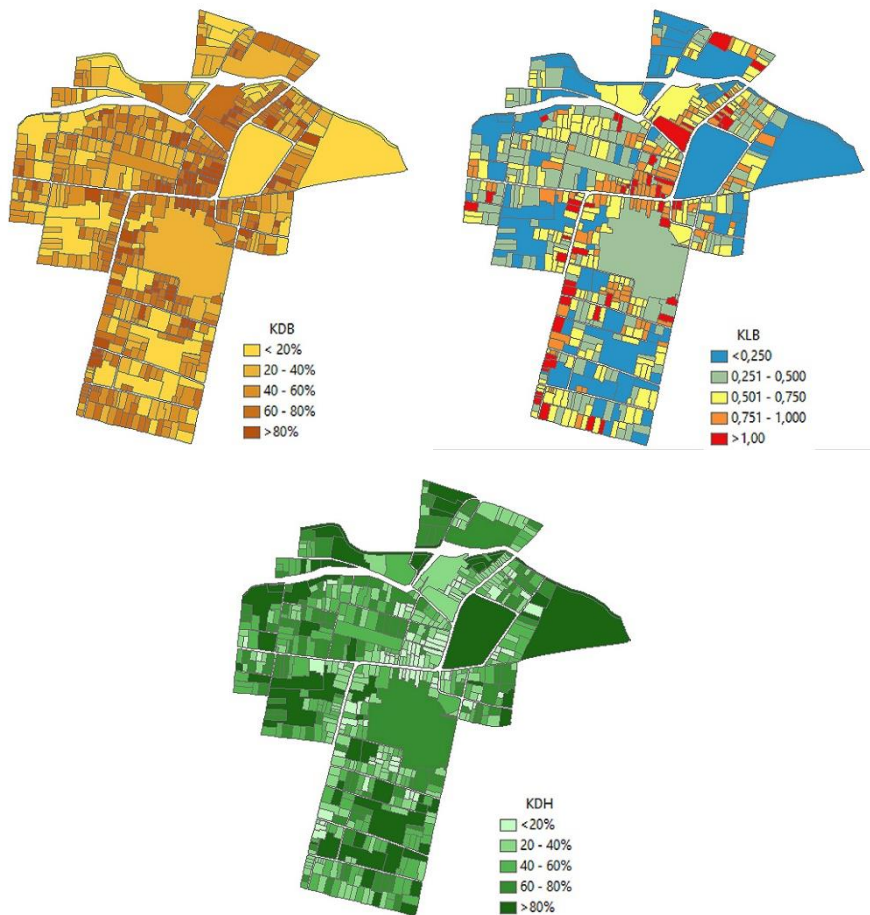 KDB
< 20%
20 - 40%
40 - 60%
60 - 80%
>80%
KLB
<0,250
0,251 - 0,500
0,501 - 0,750
0,751 - 1,000
>1,00
KDH
<20%
20 - 40%
40 - 60%
60 - 80%
>80%